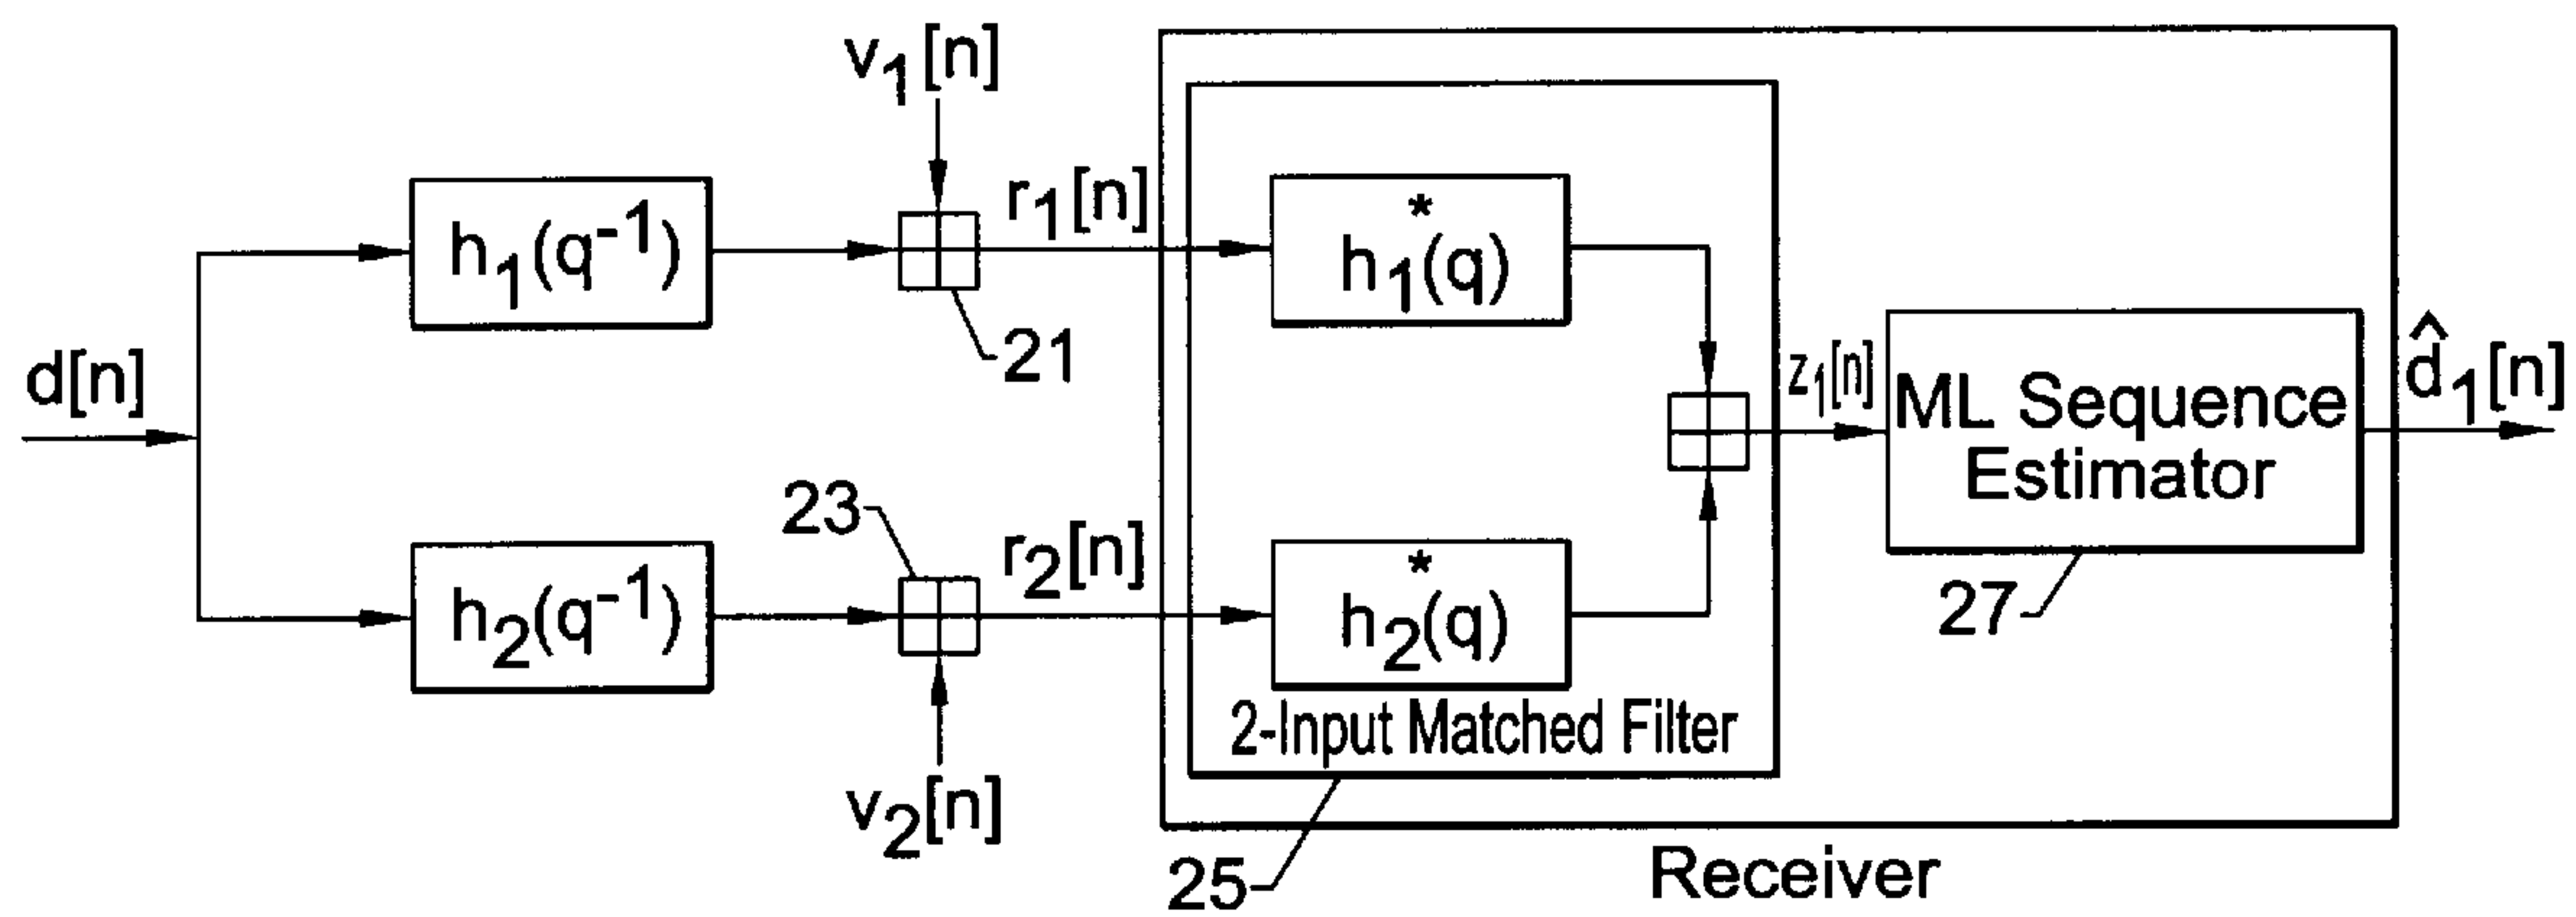 v₁[n]
r₁[n]
h₁(q⁻¹)
*
h₁(q)
21
d[n]
z₁[n]
ML Sequence
Estimator
d̂₁[n]
23
r₂[n]
h₂(q⁻¹)
*
h₂(q)
27
2-Input Matched Filter
v₂[n]
25
Receiver